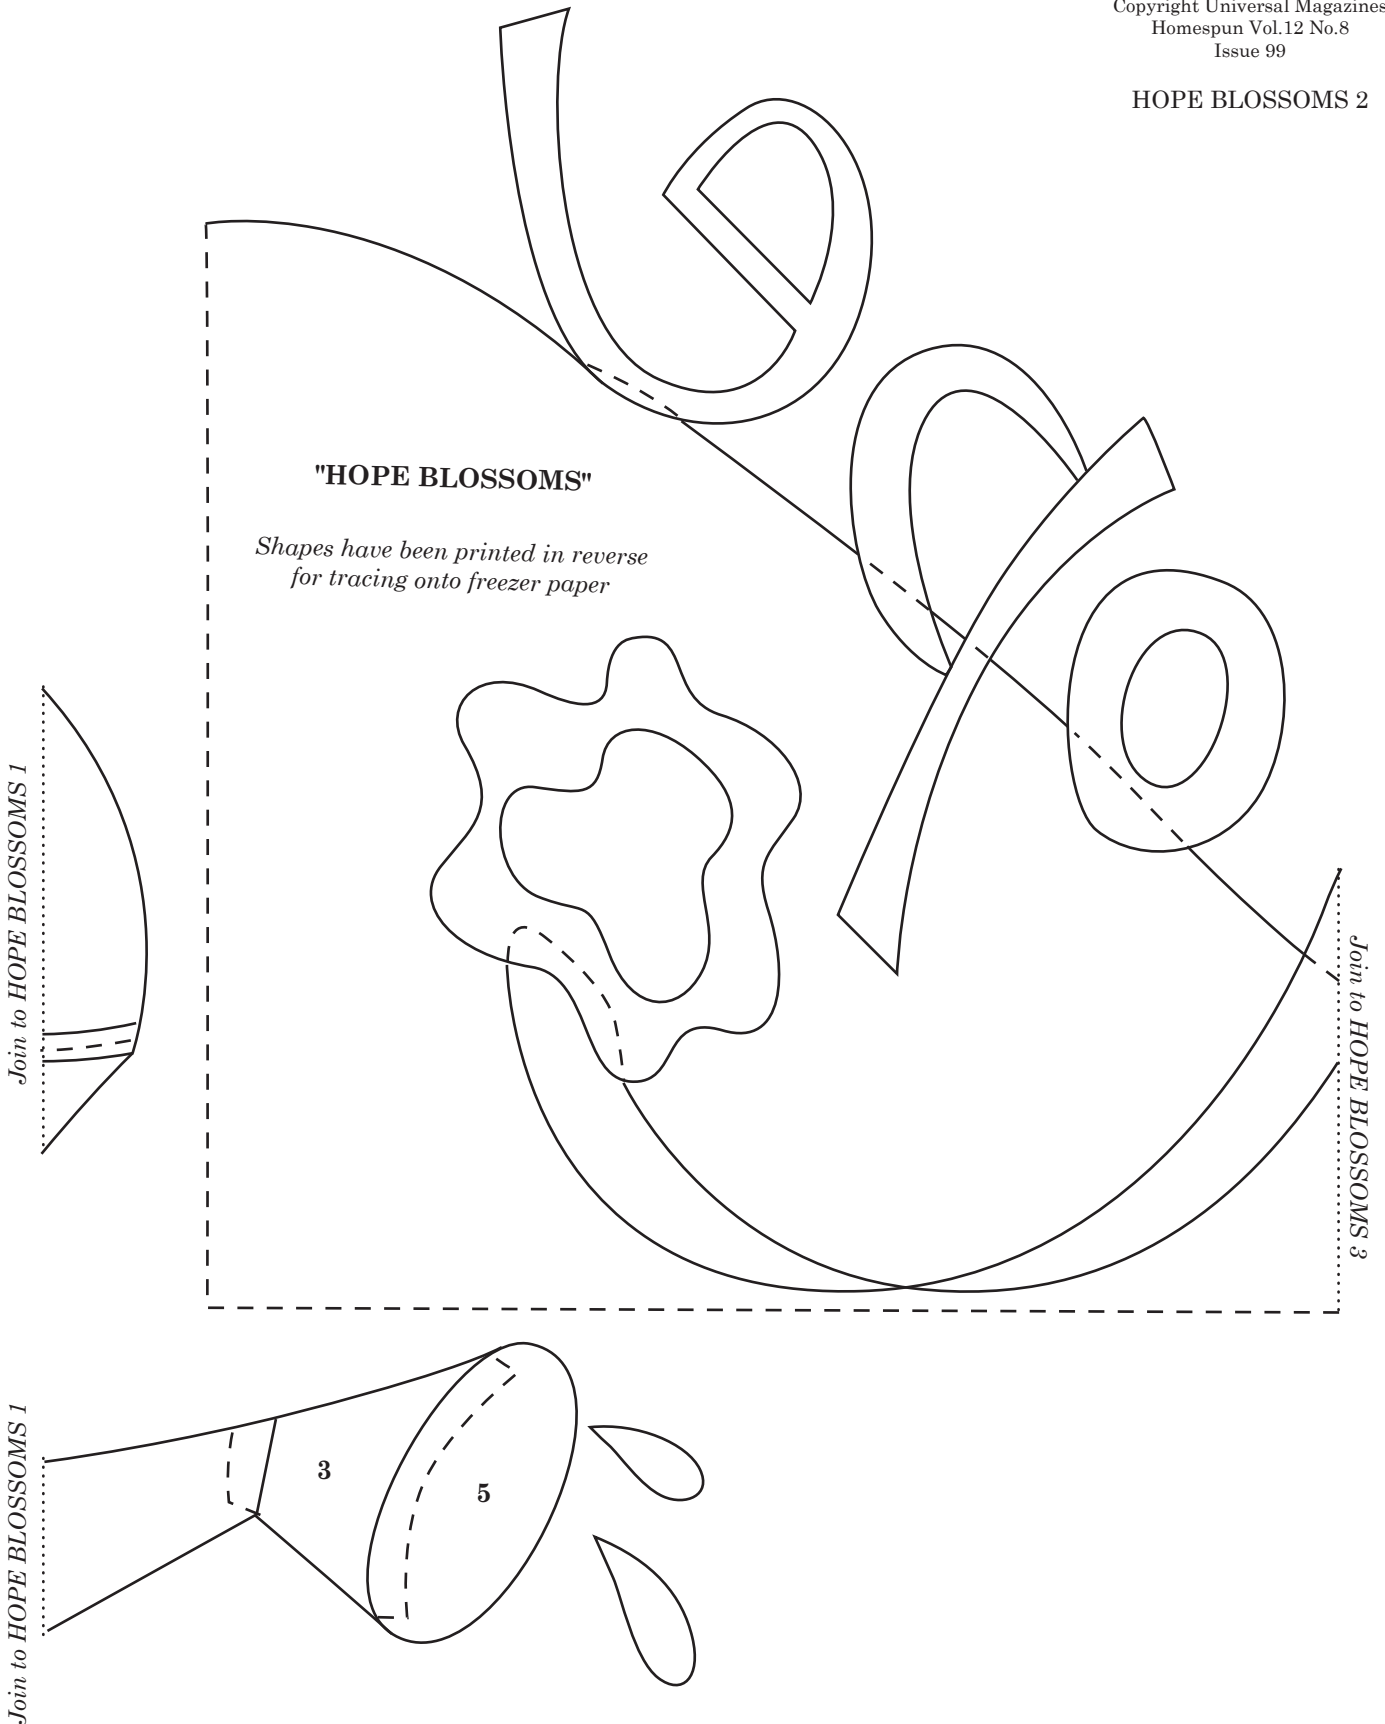 Copyright Universal Magazines
Homespun Vol.12 No.8
Issue 99
HOPE BLOSSOMS 2
"HOPE BLOSSOMS"
Shapes have been printed in reverse
for tracing onto freezer paper
Join to HOPE BLOSSOMS 1
Join to HOPE BLOSSOMS 3
3
5
Join to HOPE BLOSSOMS 1